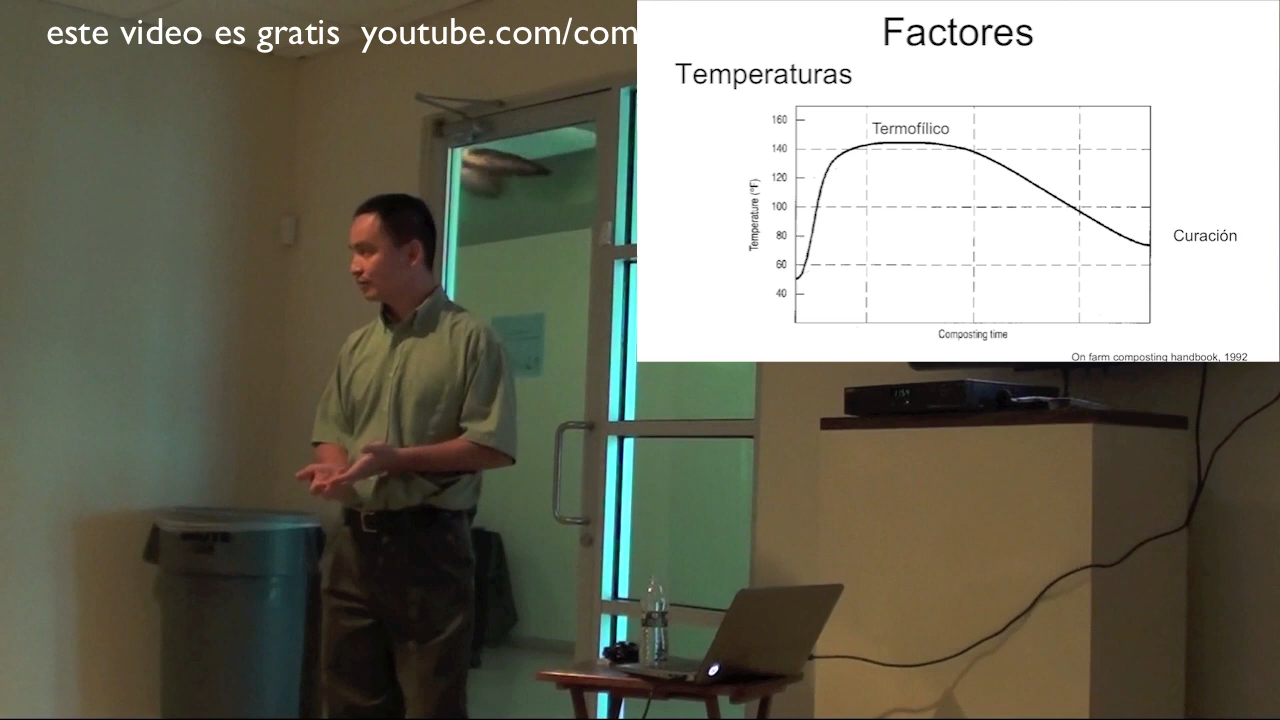 este video es gratis youtube.com/com
Factores
Temperaturas
160
Termofílico
140
120
100
80
60
40
Temperature (°F)
Curación
Composting time
On farm composting handbook, 1992
BRUTE